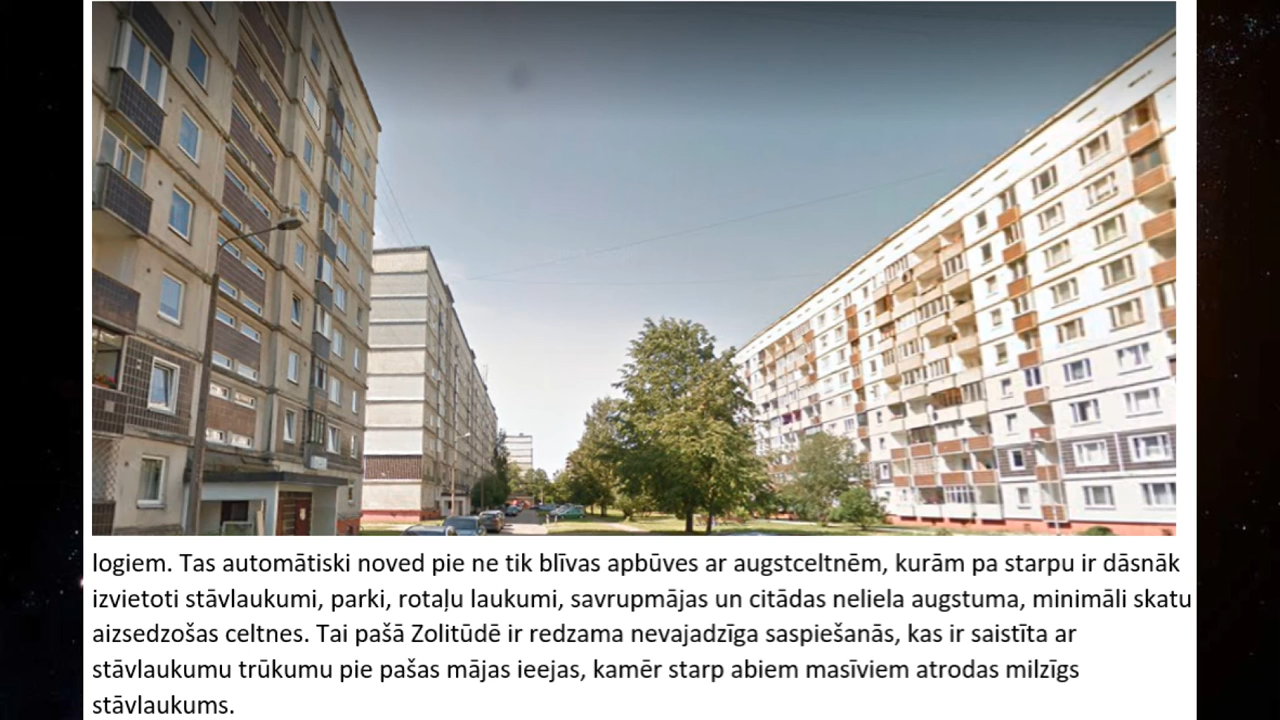 logiem. Tas automātiski noved pie ne tik blīvas apbūves ar augstceltnēm, kurām pa starpu ir dāsnāk
izvietoti stāvlaukumi, parki, rotaļu laukumi, savrupmājas un citādas neliela augstuma, minimāli skatu
aizsedzošas celtnes. Tai pašā Zolitūdē ir redzama nevajadzīga saspiešanās, kas ir saistīta ar
stāvlaukumu trūkumu pie pašas mājas ieejas, kamēr starp abiem masīviem atrodas milzīgs
stāvlaukums.